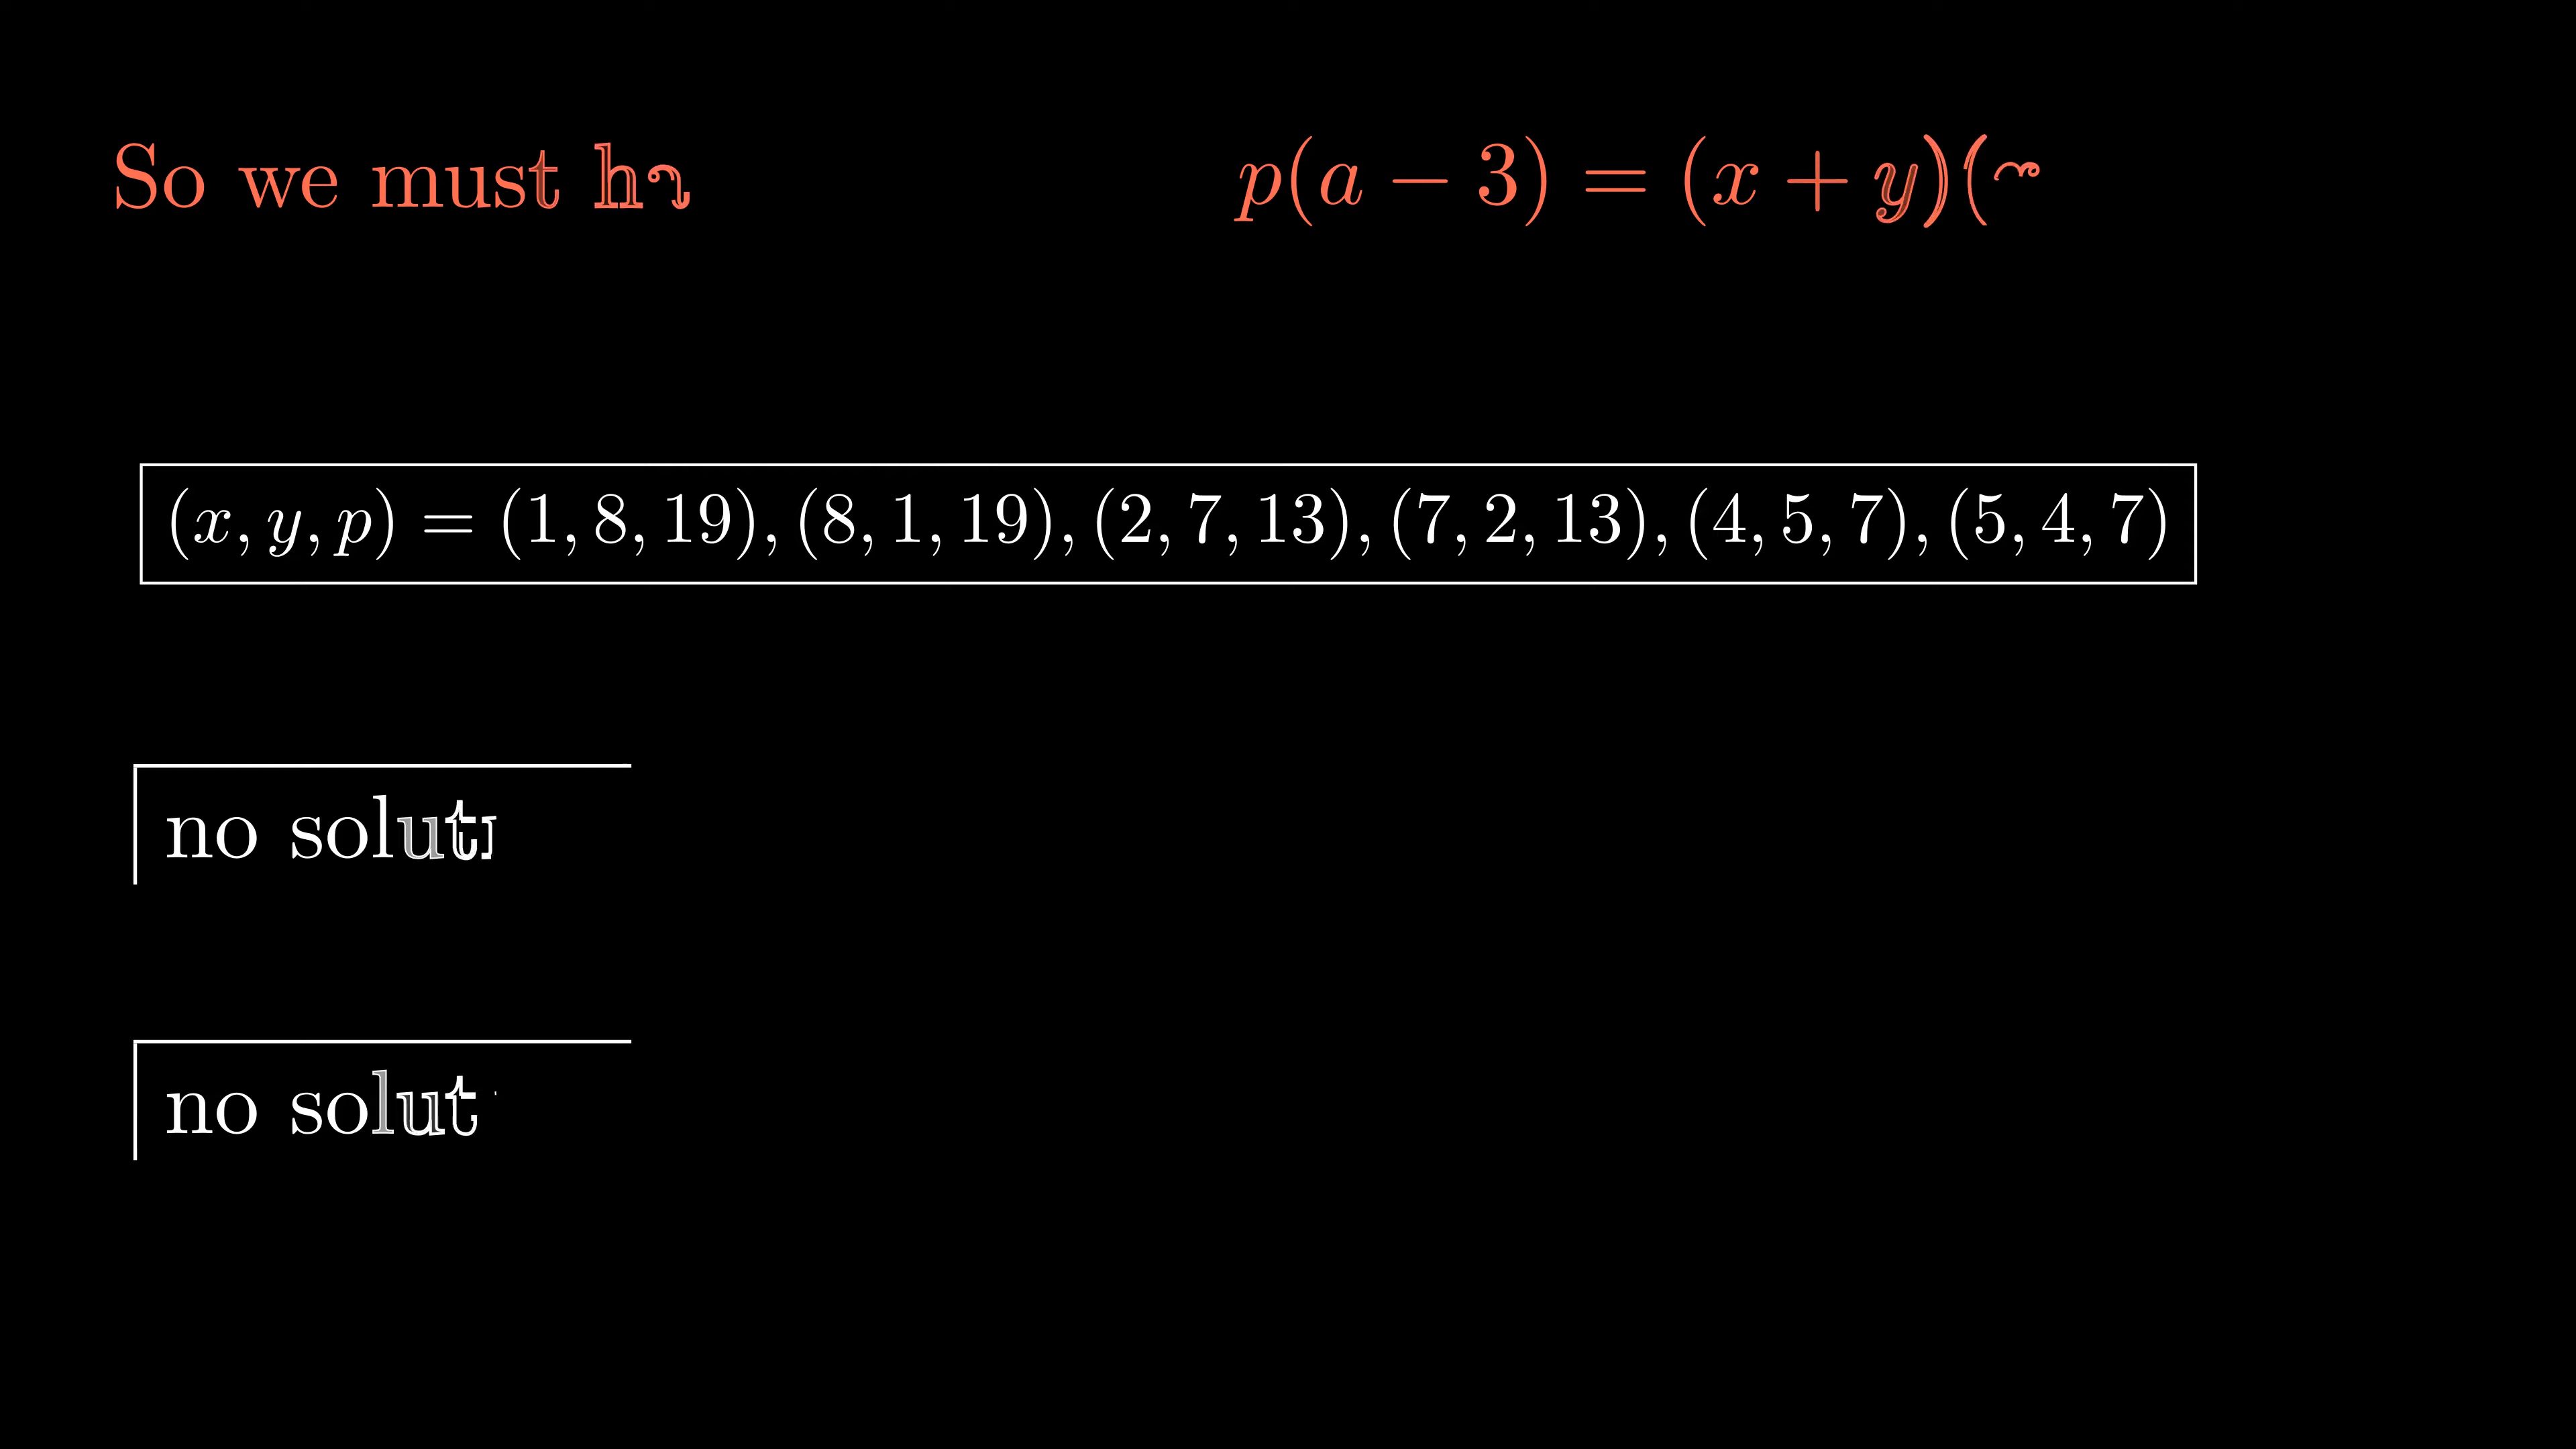 So we must
p(a − 3) = (x + y)(
(x, y, p) = (1, 8, 19), (8, 1, 19), (2, 7, 13), (7, 2, 13), (4, 5, 7), (5, 4, 7)
no solut
no solut